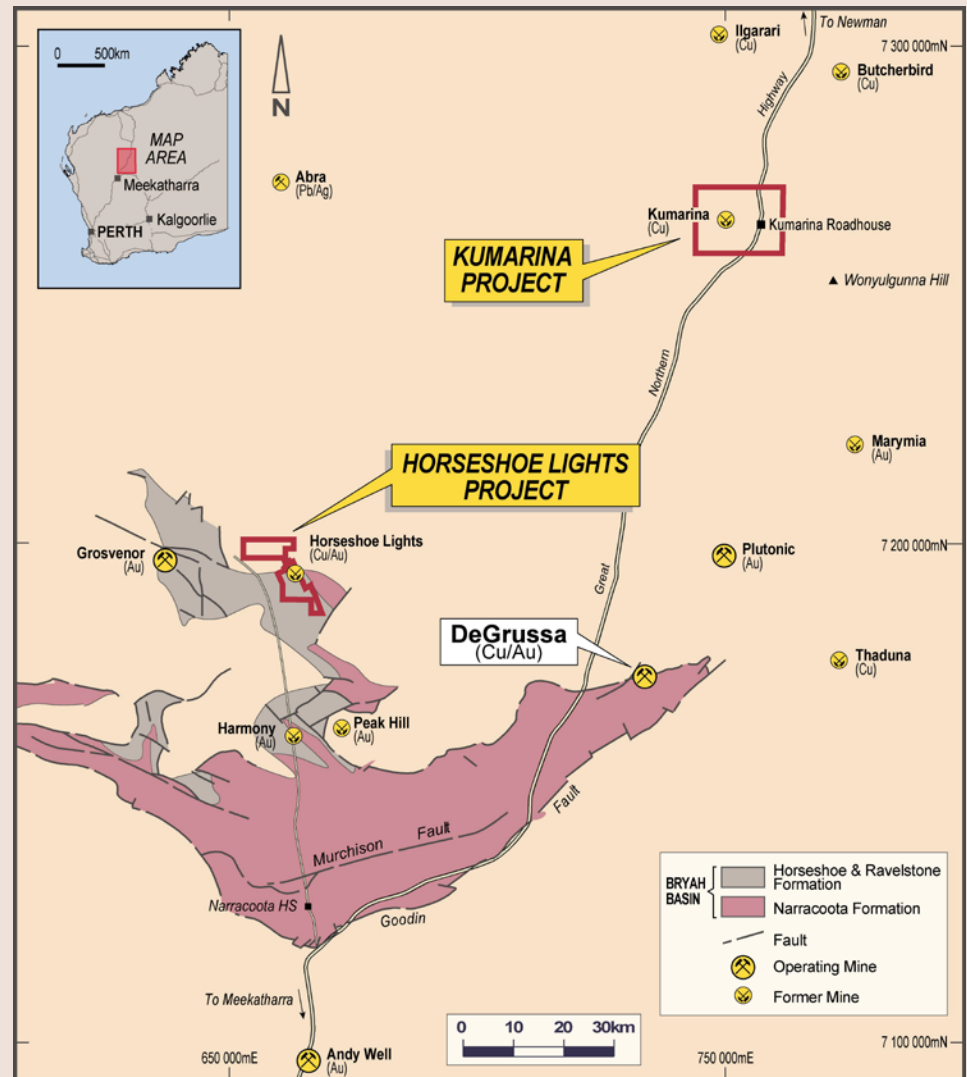 0 500km
MAP
AREA
Meekatharra
Kalgoorlie
PERTH
N
To Newman
Ilgarari
(Cu)
7 300 000mN
Butcherbird
(Cu)
Highway
Abra
(Pb/Ag)
Kumarina
(Cu)
Kumarina Roadhouse
KUMARINA
PROJECT
Wonyulgunna Hill
Northern
Marymia
(Au)
HORSESHOE LIGHTS
PROJECT
Horseshoe Lights
(Cu/Au)
Grosvenor
(Au)
Plutonic
(Au)
7 200 000mN
Great
DeGrussa
(Cu/Au)
Thaduna
(Cu)
Harmony
(Au)
Peak Hill
(Au)
Murchison Fault
Fault
Narracoota HS
Goodin
BRYAH
BASIN
Horseshoe & Ravelstone
Formation
Narracoota Formation
Fault
Operating Mine
Former Mine
To Meekatharra
0 10 20 30km
650 000mE
Andy Well
(Au)
750 000mE
7 100 000mN